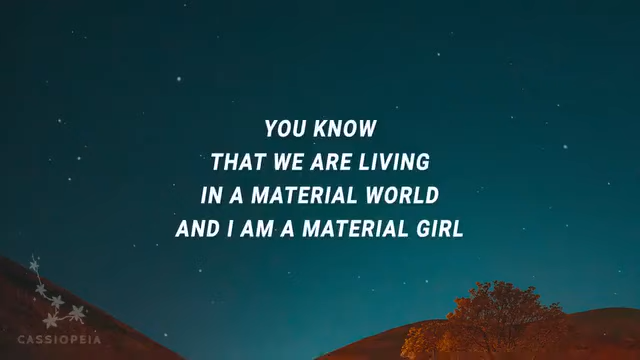 YOU KNOW
THAT WE ARE LIVING
IN A MATERIAL WORLD
AND I AM A MATERIAL GIRL
CASSIOPEIA